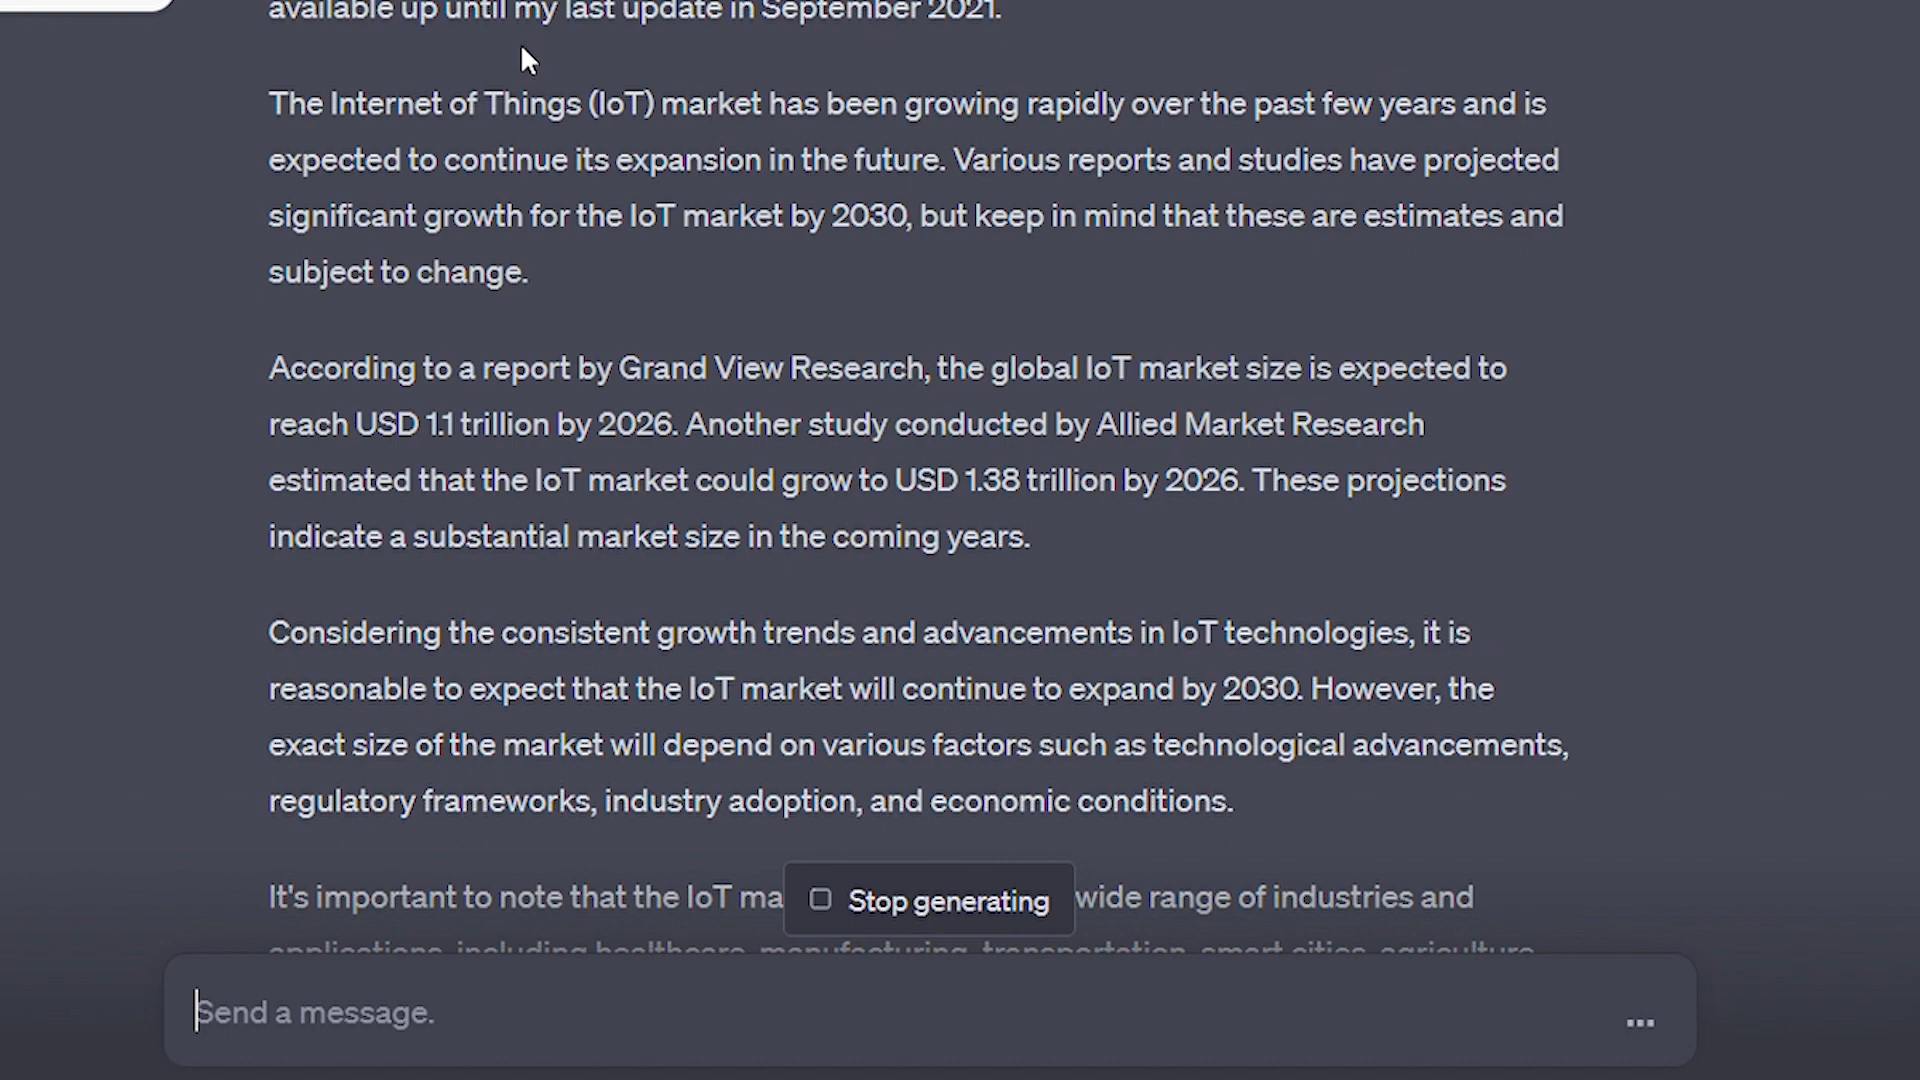 available up until my last update in September 2021.
The Internet of Things (IoT) market has been growing rapidly over the past few years and is
expected to continue its expansion in the future. Various reports and studies have projected
significant growth for the IoT market by 2030, but keep in mind that these are estimates and
subject to change.
According to a report by Grand View Research, the global IoT market size is expected to
reach USD 1.1 trillion by 2026. Another study conducted by Allied Market Research
estimated that the IoT market could grow to USD 1.38 trillion by 2026. These projections
indicate a substantial market size in the coming years.
Considering the consistent growth trends and advancements in IoT technologies, it is
reasonable to expect that the IoT market will continue to expand by 2030. However, the
exact size of the market will depend on various factors such as technological advancements,
regulatory frameworks, industry adoption, and economic conditions.
It's important to note that the IoT ma wide range of industries and
Stop generating
applications, including healthcare, manufacturing, transportation, smart cities, agriculture,
Send a message.